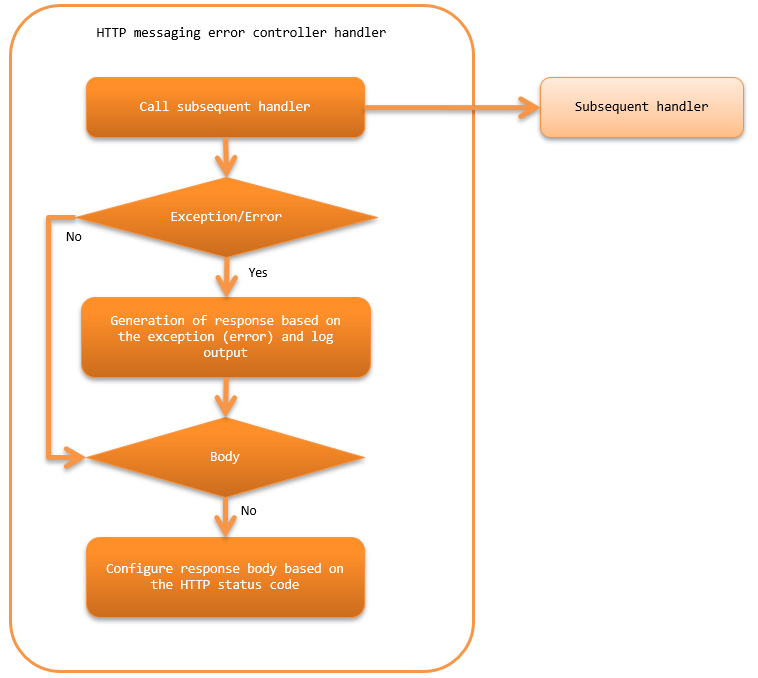 HTTP messaging error controller handler
Call subsequent handler
Subsequent handler
Exception/Error
No
Yes
Generation of response based on
the exception (error) and log
output
Body
No
Configure response body based on
the HTTP status code